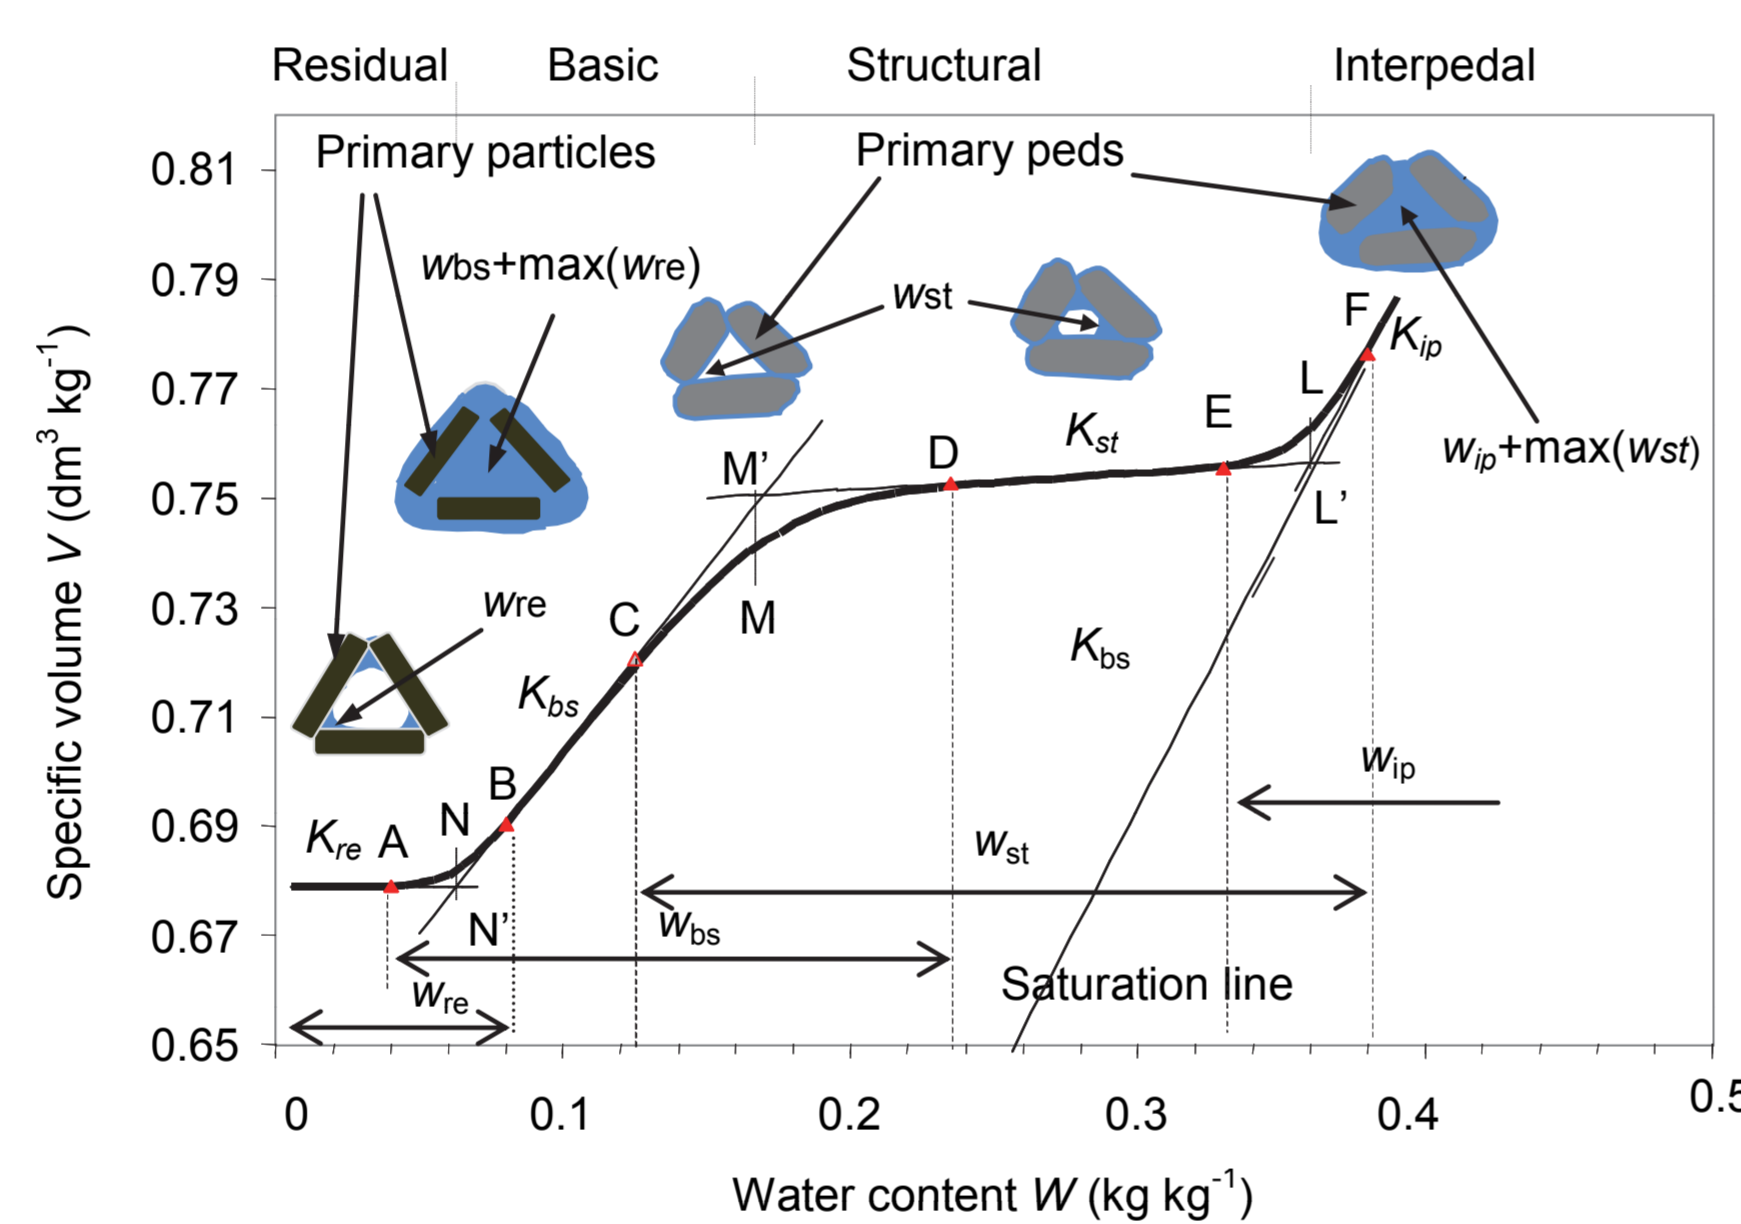 Residual Basic Structural Interpedal
Primary particles
Primary peds
0.81
wbs+max(wre)
0.79
wst
F
Kip
0.77
L
E
Kst
wip+max(wst)
D
M’
0.75
L’
0.73
wre
C
M
Kbs
Kbs
0.71
wip
B
N
0.69
Kre
A
wst
N’
wbs
0.67
Saturation line
wre
0.65
0 0.1 0.2 0.3 0.4 0.5
Water content W (kg kg-1)
Specific volume V (dm3 kg-1)